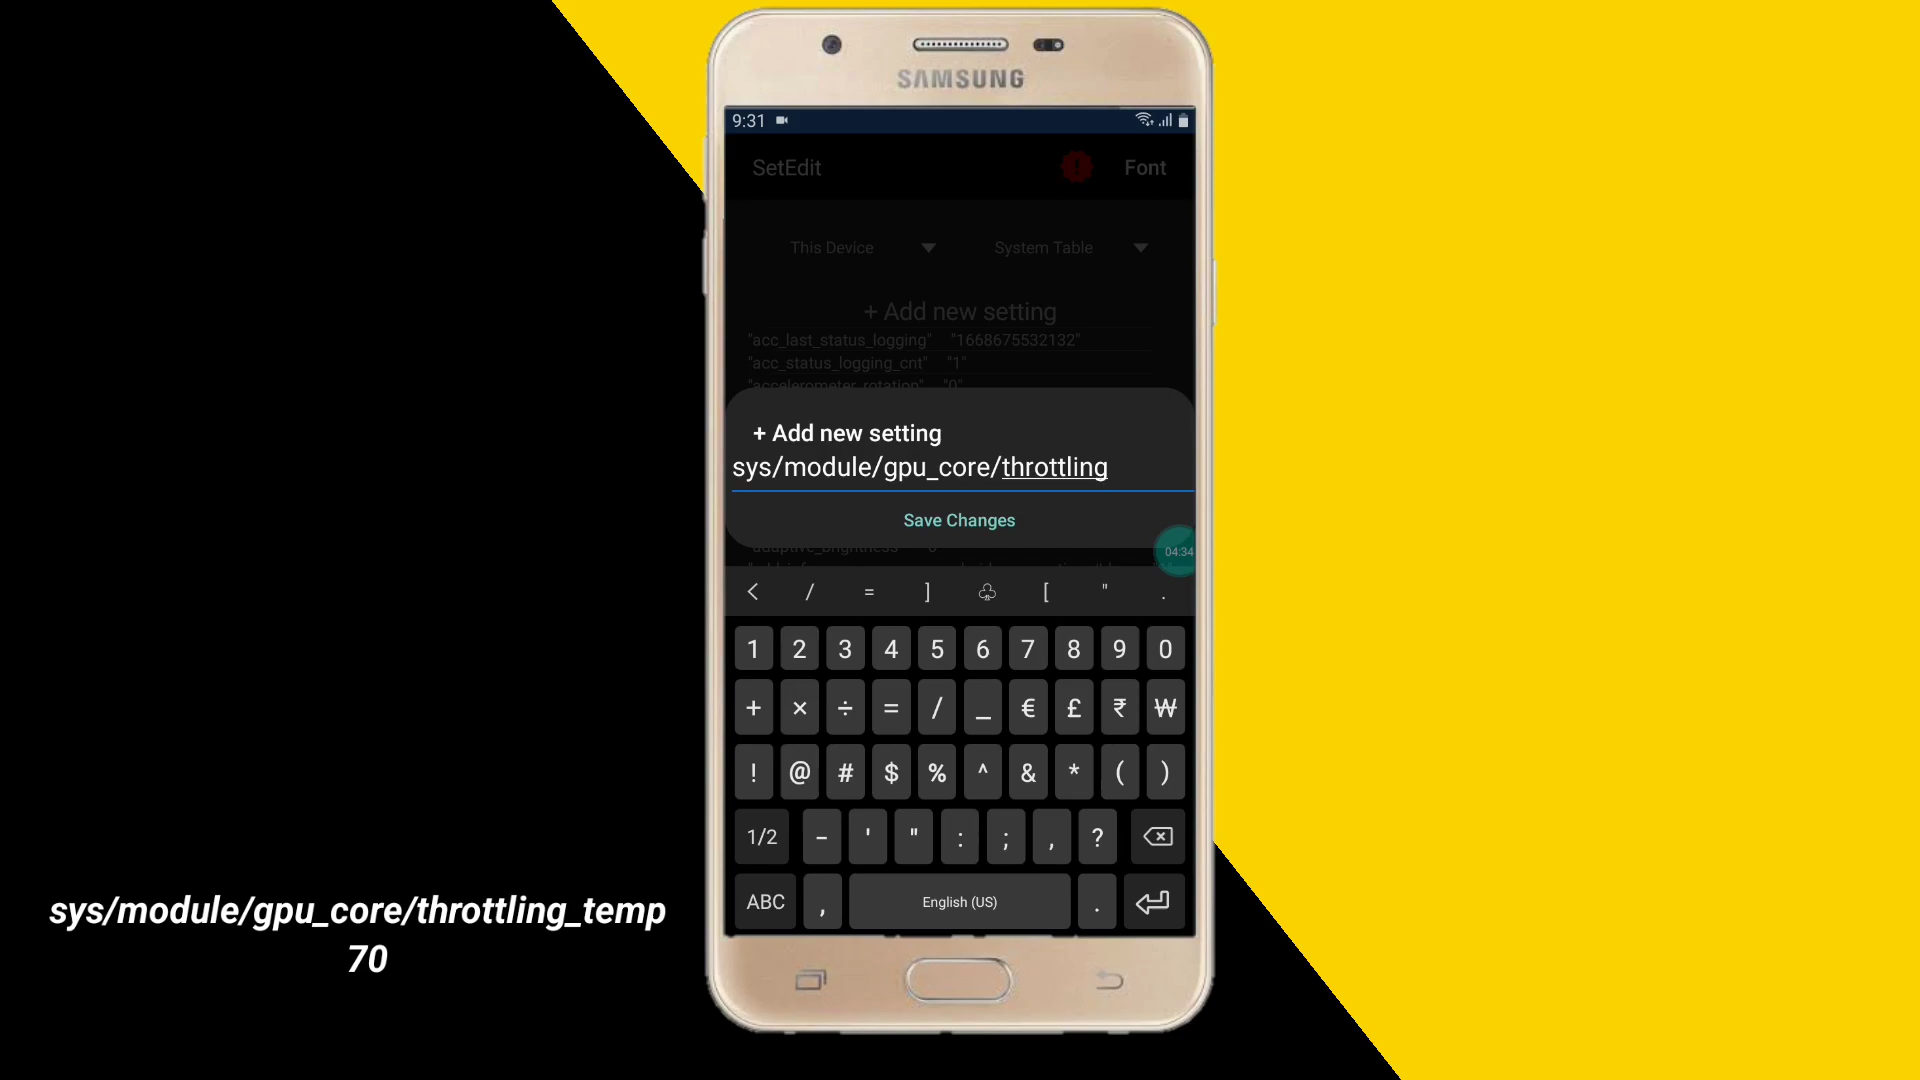 SAMSUNG
9:31
SetEdit ! Font
This Device System Table
+ Add new setting
"acc_last_status_logging" "1668675532132"
"acc_status_logging_cnt" "1"
"accelerometer_rotation" "0"
+ Add new setting
sys/module/gpu_core/throttling
Save Changes
04:34
< / = ] ♧ [ " .
1 2 3 4 5 6 7 8 9 0
+ × ÷ = / _ € £ ₹ ₩
! @ # $ % ^ & * ( )
1/2 - ' " : ; , ?
ABC , English (US) .
sys/module/gpu_core/throttling_temp
70